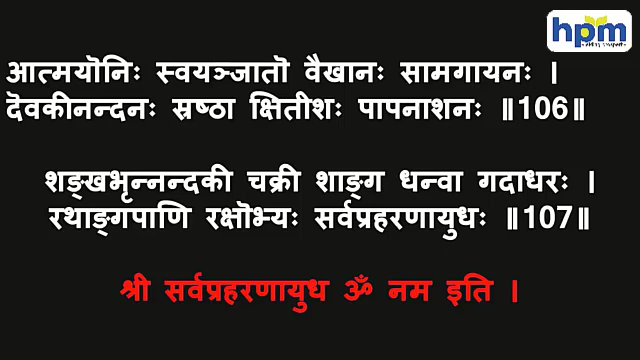 hpm
आत्मयॊनिः स्वयञ्जातॊ वैखानः सामगायनः ।
दॆवकीनन्दनः स्रष्ठा क्षितीशः पापनाशनः ॥106॥
शङ्खभृन्नन्दकी चक्री शाङ्ग धन्वा गदाधरः ।
रथाङ्गपाणि रक्षॊभ्यः सर्वप्रहरणायुधः ॥107॥
श्री सर्वप्रहरणायुध ॐ नम इति ।